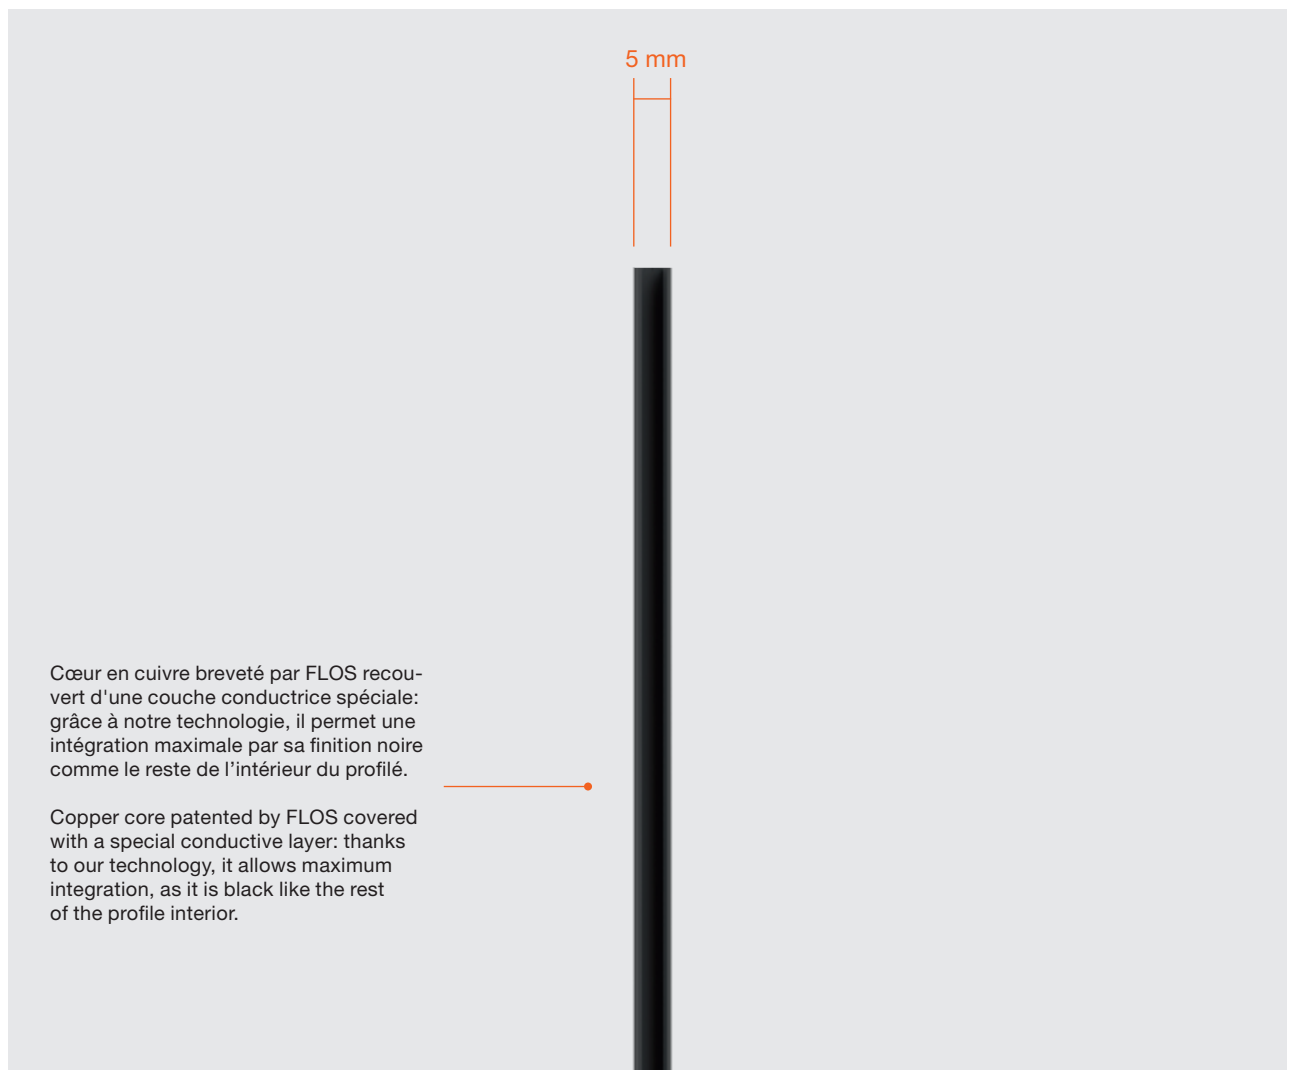 5 mm
Cœur en cuivre breveté par FLOS recou-
vert d'une couche conductrice spéciale:
grâce à notre technologie, il permet une
intégration maximale par sa finition noire
comme le reste de l’intérieur du profilé.
Copper core patented by FLOS covered
with a special conductive layer: thanks
to our technology, it allows maximum
integration, as it is black like the rest
of the profile interior.